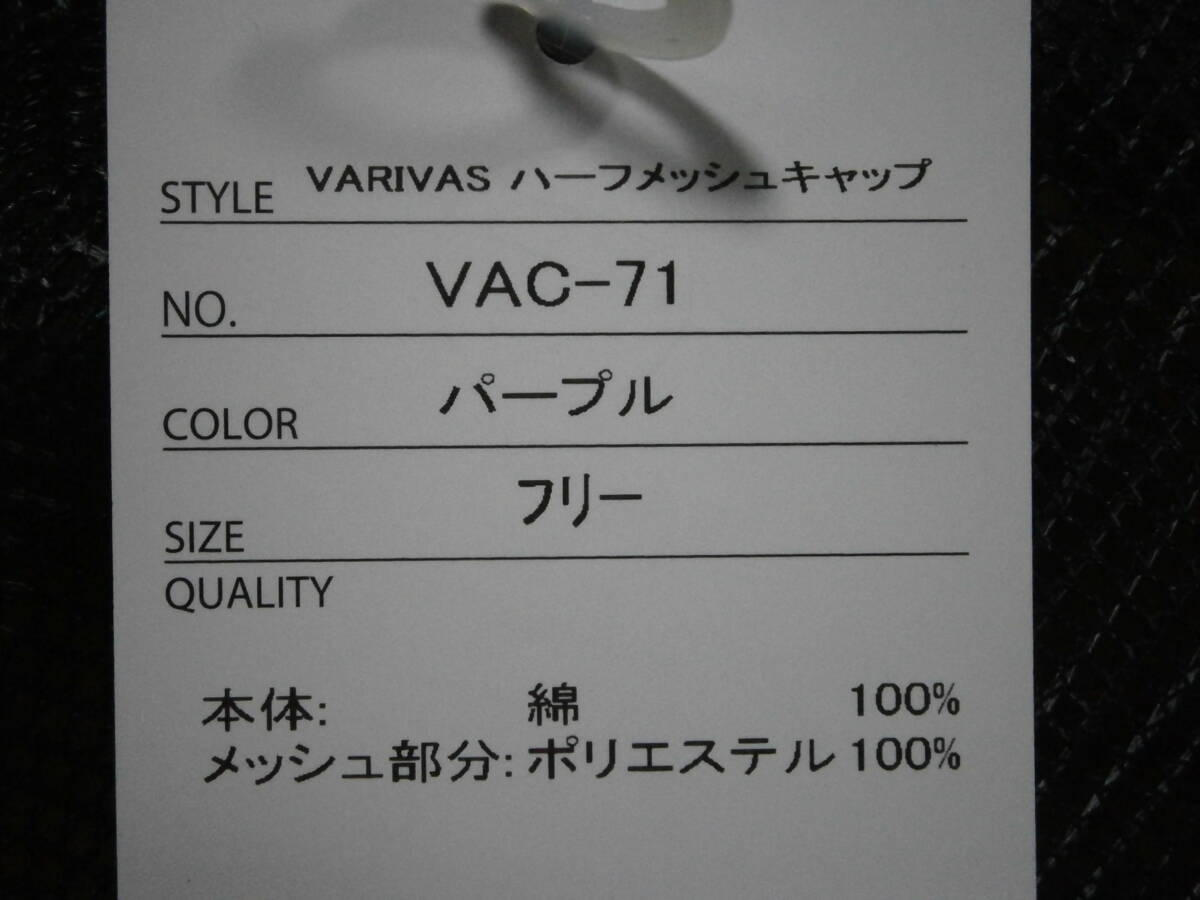 STYLE VARIVAS ハーフメッシュキャップ
NO. VAC-71
COLOR パープル
SIZE フリー
QUALITY
本体: 綿 100%
メッシュ部分: ポリエステル 100%